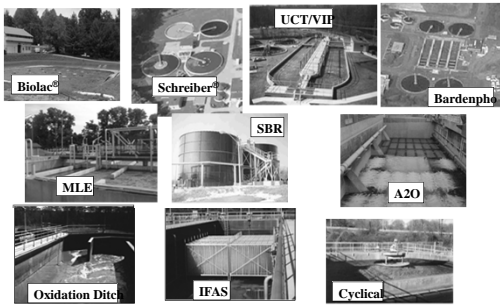 UCT/VIP
Biolac®
Schreiber®
Bardenpho
SBR
MLE
A2O
Oxidation Ditch
IFAS
Cyclical